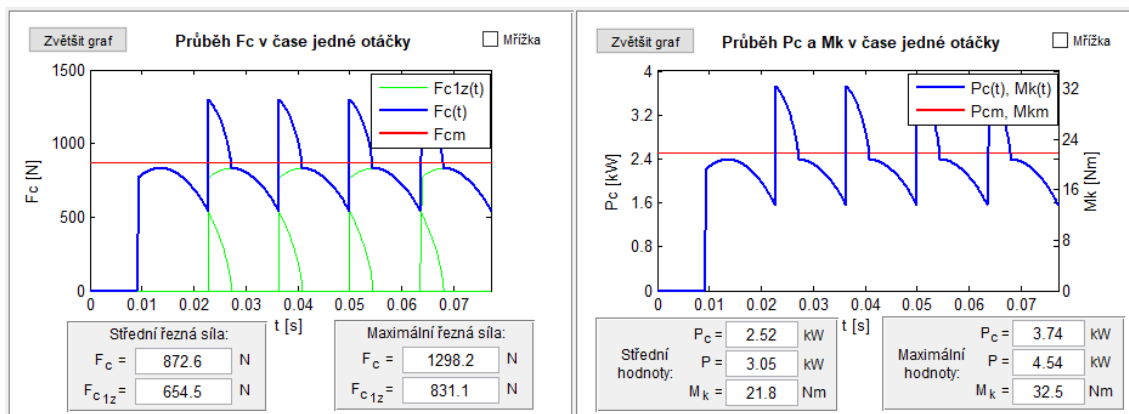 Zvětšit graf
Průběh Fc v čase jedné otáčky
Mřížka
1500
1000
500
0
Fc [N]
Fc1z(t)
Fc(t)
Fcm
0 0.01 0.02 0.03 0.04 0.05 0.06 0.07
t [s]
Střední řezná síla:
Fc = 872.6 N
Fc1z = 654.5 N
Maximální řezná síla:
Fc = 1298.2 N
Fc1z = 831.1 N
Zvětšit graf
Průběh Pc a Mk v čase jedné otáčky
Mřížka
4
3.2
2.4
1.6
0.8
0
Pc [kW]
Pc(t), Mk(t)
Pcm, Mkm
32
24
16
8
0
Mk [Nm]
0 0.01 0.02 0.03 0.04 0.05 0.06 0.07
t [s]
Střední hodnoty:
Pc = 2.52 kW
P = 3.05 kW
Mk = 21.8 Nm
Maximální hodnoty:
Pc = 3.74 kW
P = 4.54 kW
Mk = 32.5 Nm